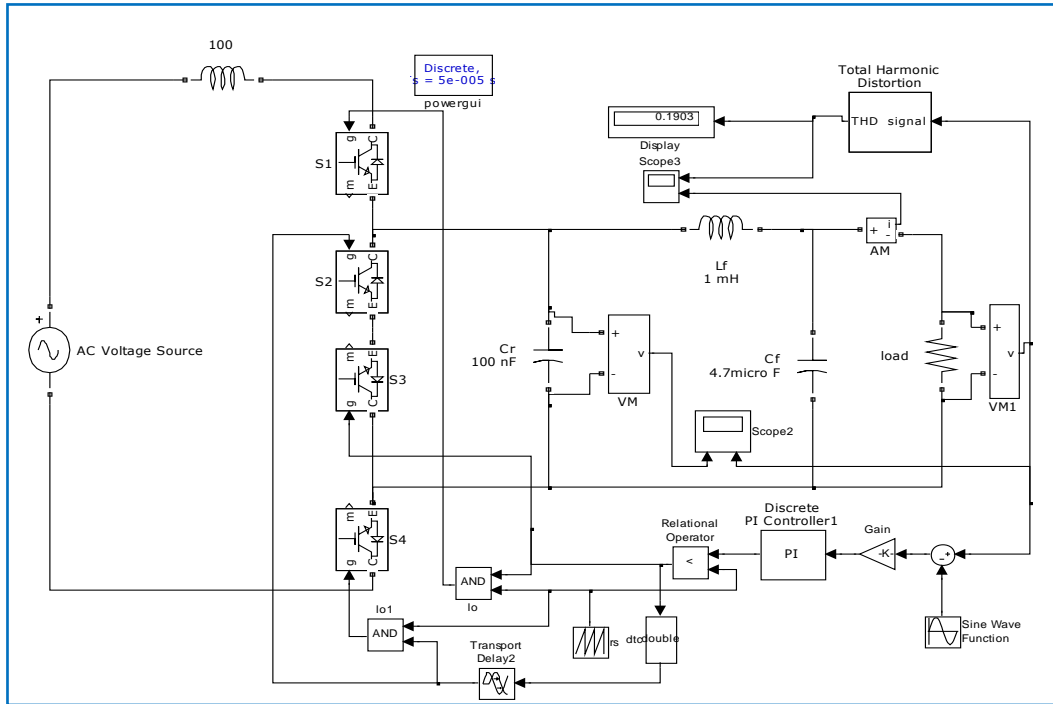 100
Discrete,
's = 5e-005 s
powergui
Total Harmonic
Distortion
THD signal
0.1903
Display
Scope3
g C
S1
m E
g C
S2
m E
+
AC Voltage Source
m E
S3
g C
m E
S4
g C
Lf
1 mH
+ i
-
AM
Cr
100 nF
+
v
-
VM
Cf
4.7micro F
load
+
v
-
VM1
Scope2
Discrete
PI Controller1
PI
Gain
-K-
- +
Relational
Operator
<
AND
lo
lo1
AND
rs
dto
double
Transport
Delay2
Sine Wave
Function